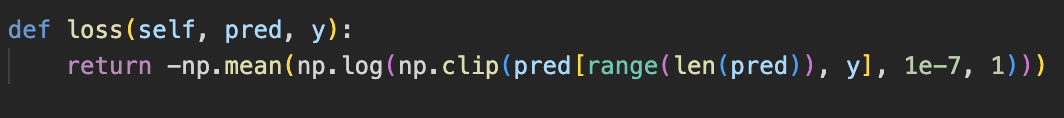 def loss(self, pred, y):
    return -np.mean(np.log(np.clip(pred[range(len(pred)), y], 1e-7, 1)))